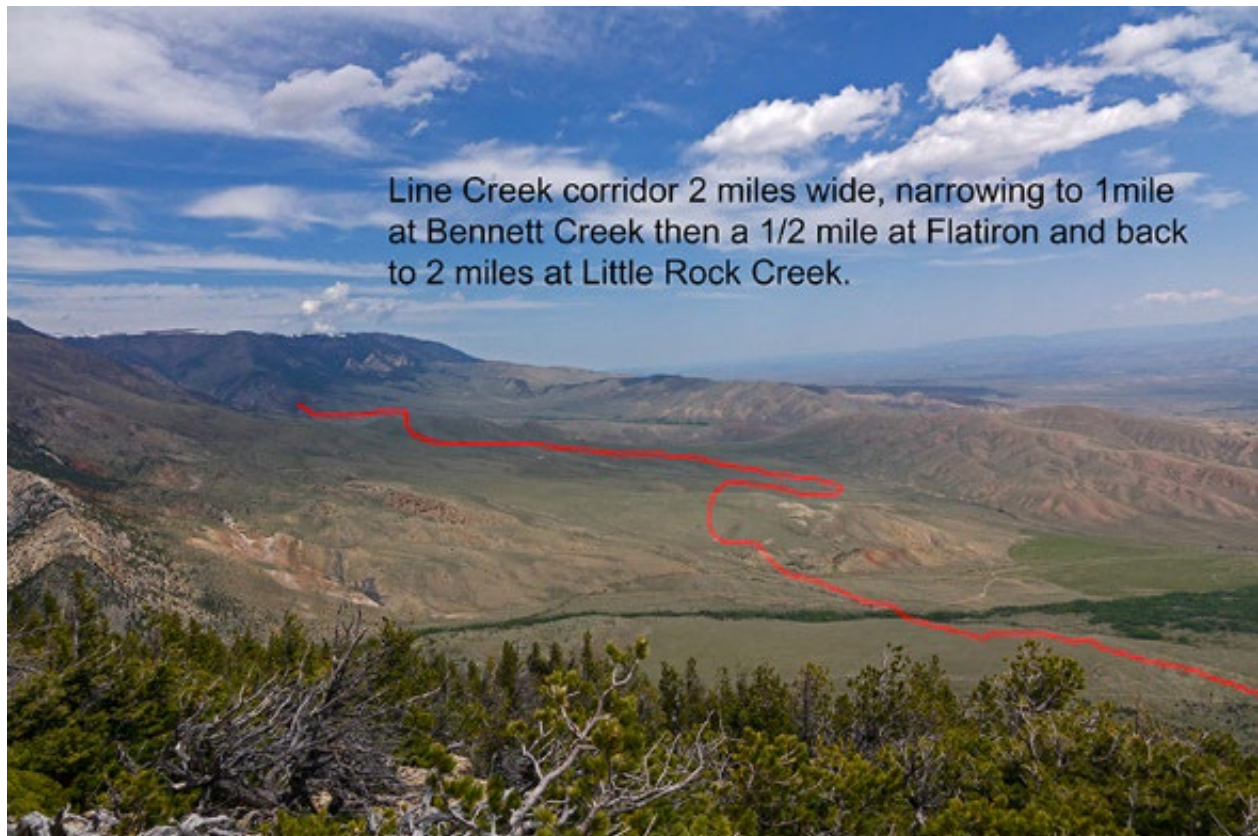 Line Creek corridor 2 miles wide, narrowing to 1mile
at Bennett Creek then a 1/2 mile at Flatiron and back
to 2 miles at Little Rock Creek.